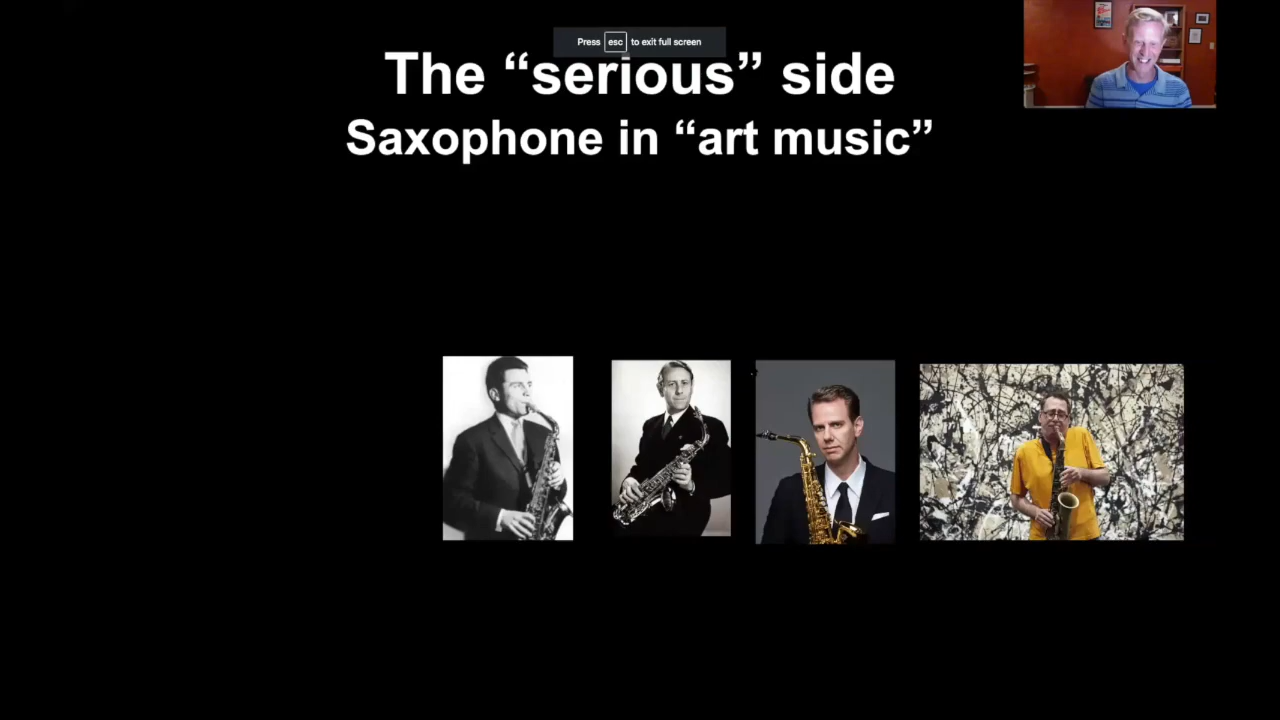 Press esc to exit full screen
The “serious” side
Saxophone in “art music”